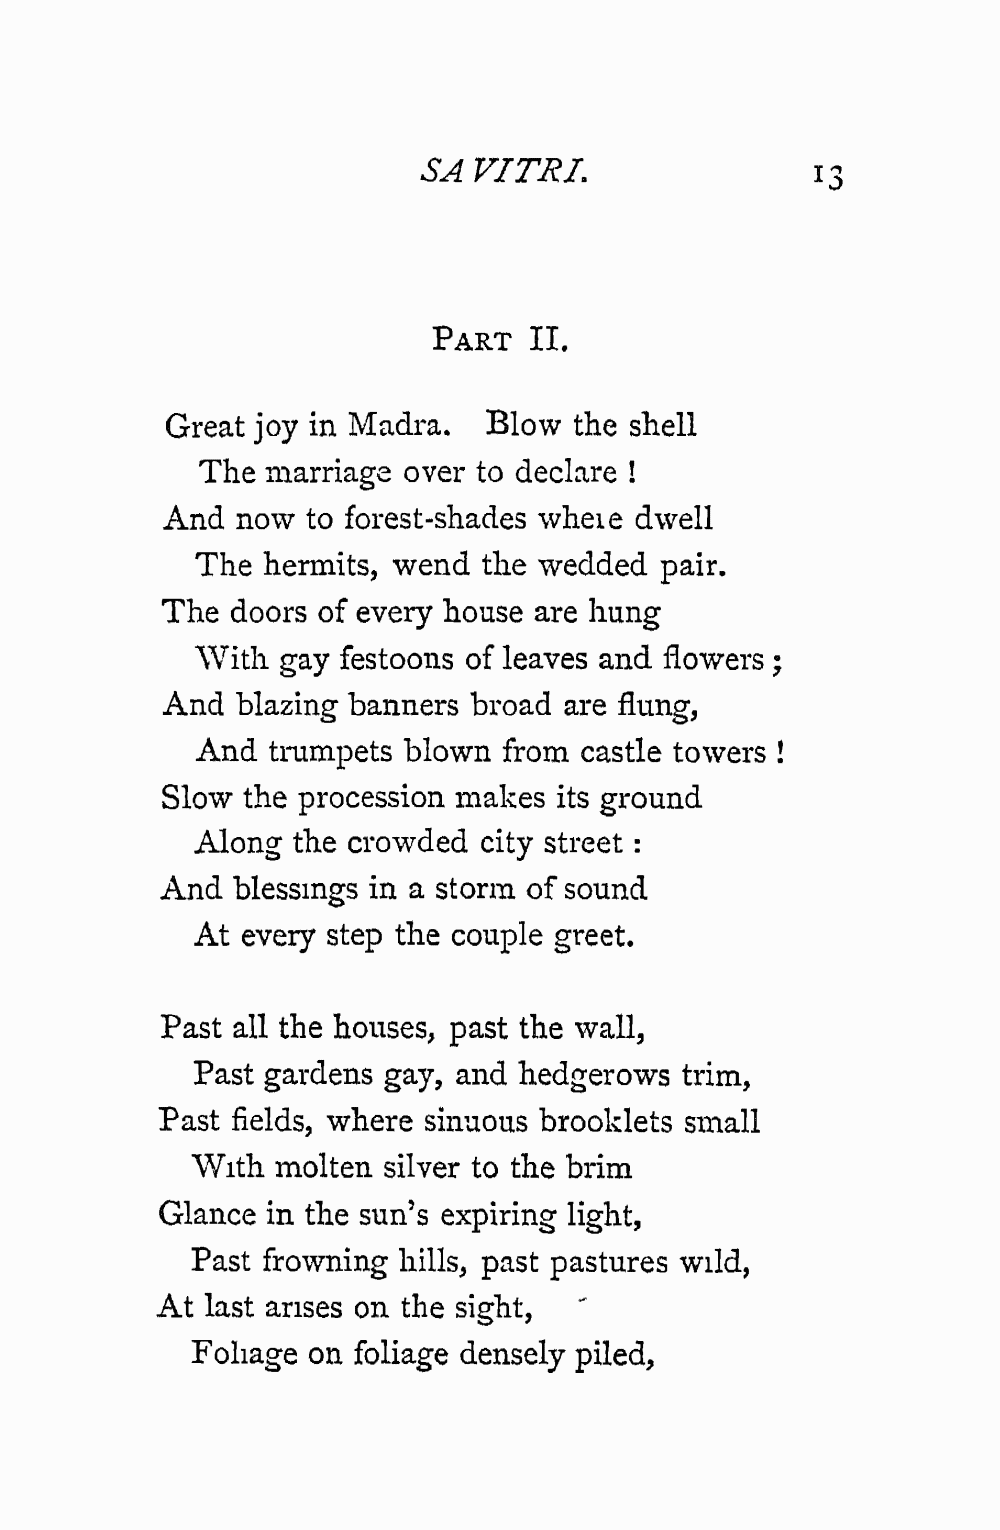 SAVITRI. 13
PART II.
Great joy in Madra. Blow the shell
The marriage over to declare !
And now to forest-shades where dwell
The hermits, wend the wedded pair.
The doors of every house are hung
With gay festoons of leaves and flowers ;
And blazing banners broad are flung,
And trumpets blown from castle towers !
Slow the procession makes its ground
Along the crowded city street :
And blessings in a storm of sound
At every step the couple greet.
Past all the houses, past the wall,
Past gardens gay, and hedgerows trim,
Past fields, where sinuous brooklets small
With molten silver to the brim
Glance in the sun's expiring light,
Past frowning hills, past pastures wild,
At last arises on the sight,
Foliage on foliage densely piled,